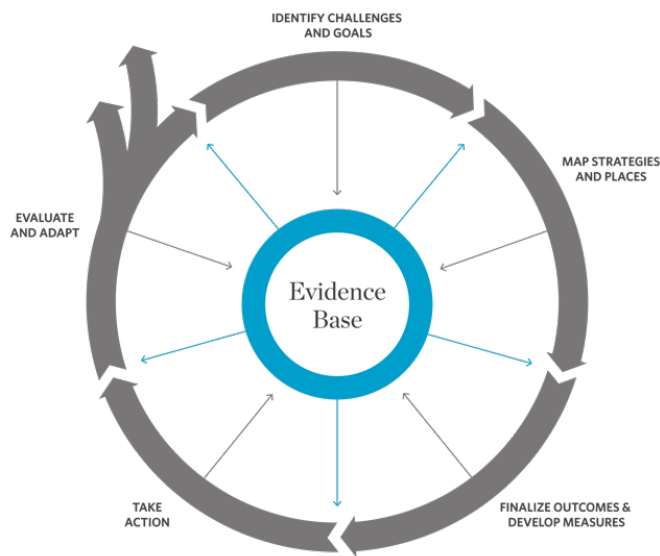 IDENTIFY CHALLENGES
AND GOALS
MAP STRATEGIES
AND PLACES
EVALUATE
AND ADAPT
Evidence
Base
TAKE
ACTION
FINALIZE OUTCOMES &
DEVELOP MEASURES